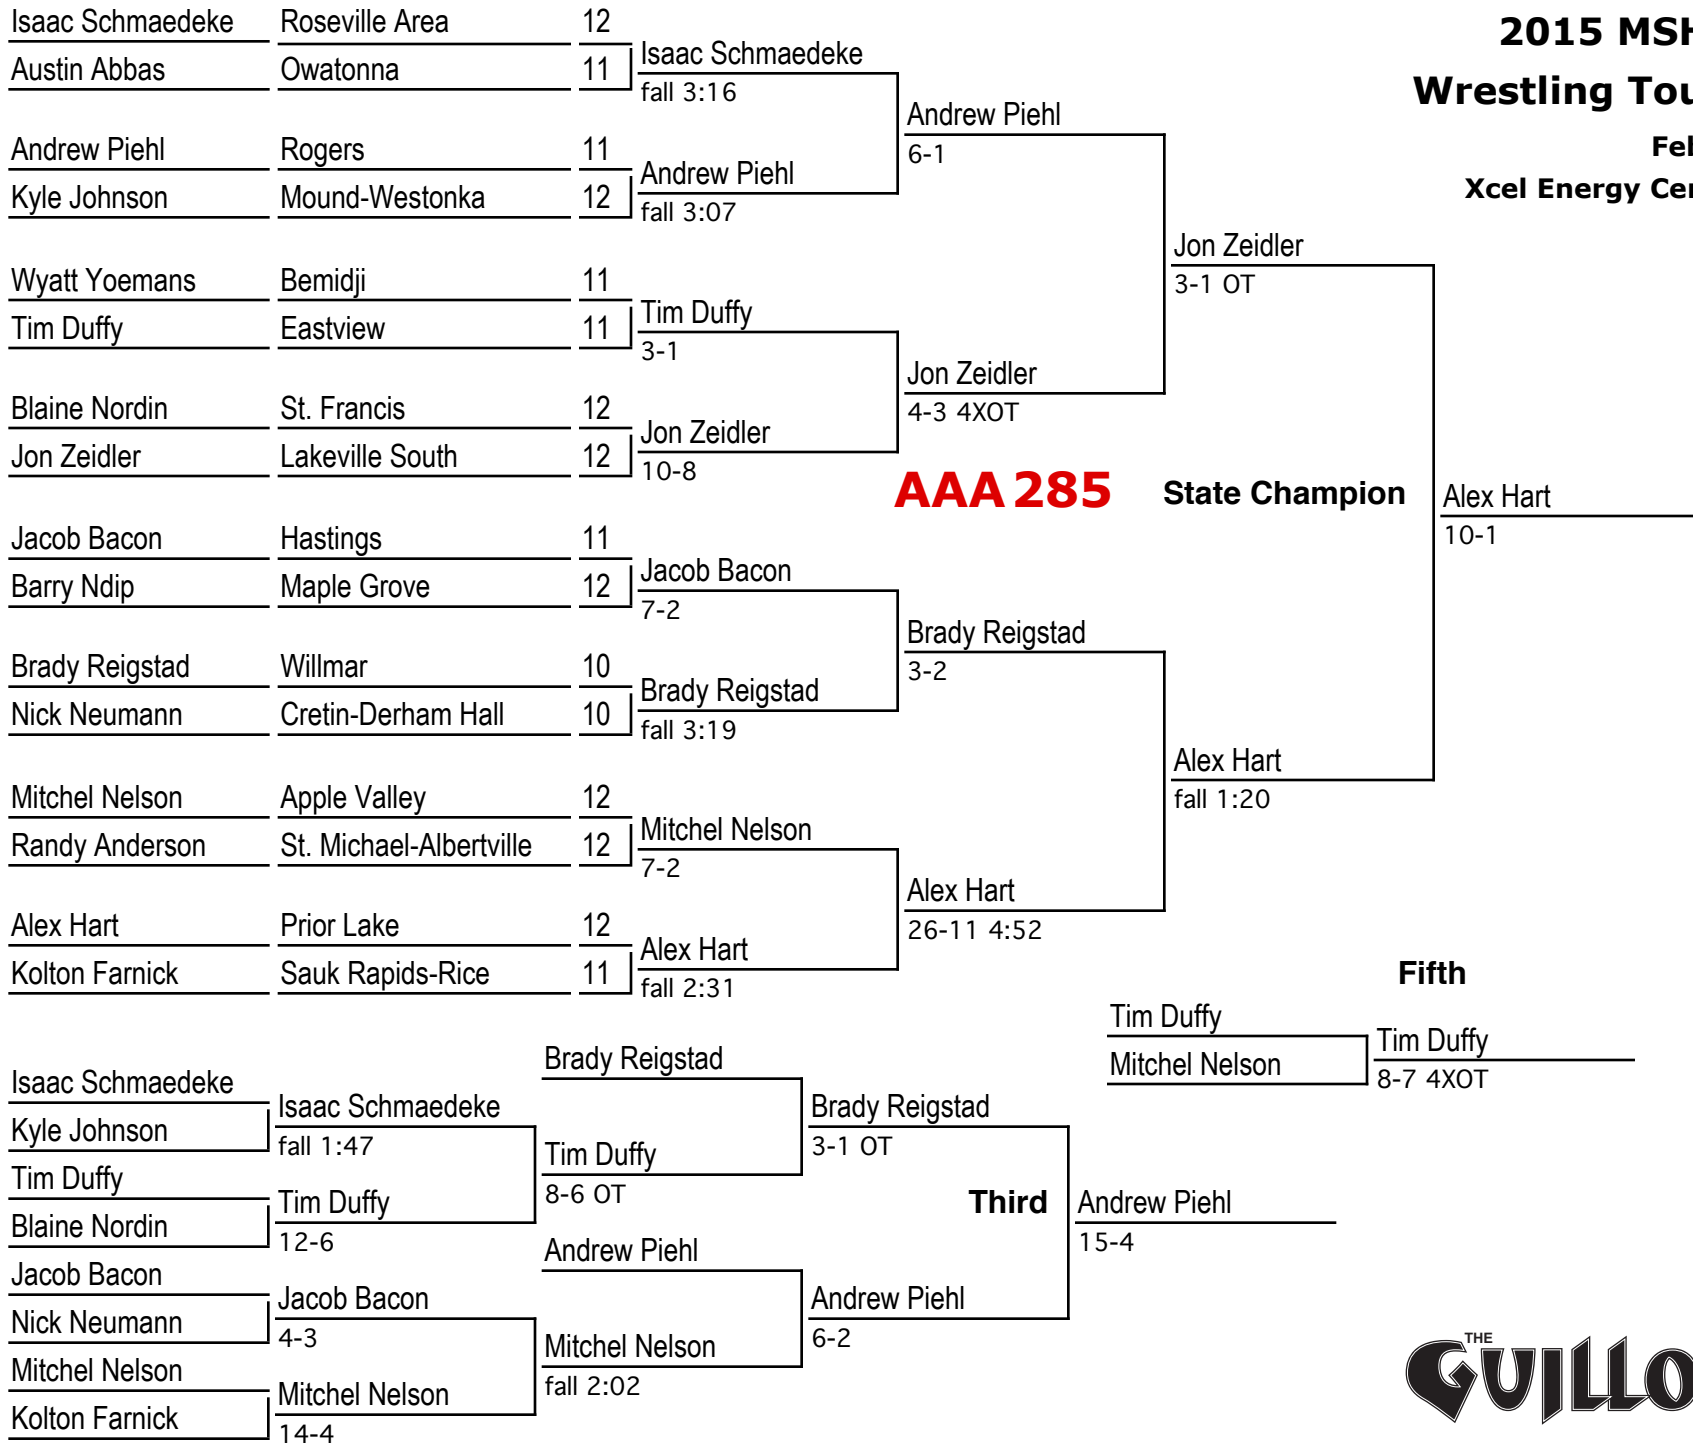 2015 MSH
Wrestling Tou
Feb
Xcel Energy Cen
Isaac Schmaedeke Roseville Area 12
Austin Abbas Owatonna 11
Isaac Schmaedeke
fall 3:16
Andrew Piehl Rogers 11
Kyle Johnson Mound-Westonka 12
Andrew Piehl
fall 3:07
Andrew Piehl
6-1
Wyatt Yoemans Bemidji 11
Tim Duffy Eastview 11
Tim Duffy
3-1
Blaine Nordin St. Francis 12
Jon Zeidler Lakeville South 12
Jon Zeidler
10-8
Jon Zeidler
4-3 4XOT
Jon Zeidler
3-1 OT
AAA 285 State Champion
Alex Hart
10-1
Jacob Bacon Hastings 11
Barry Ndip Maple Grove 12
Jacob Bacon
7-2
Brady Reigstad Willmar 10
Nick Neumann Cretin-Derham Hall 10
Brady Reigstad
fall 3:19
Brady Reigstad
3-2
Mitchel Nelson Apple Valley 12
Randy Anderson St. Michael-Albertville 12
Mitchel Nelson
7-2
Alex Hart Prior Lake 12
Kolton Farnick Sauk Rapids-Rice 11
Alex Hart
fall 2:31
Alex Hart
26-11 4:52
Alex Hart
fall 1:20
Fifth
Tim Duffy
Mitchel Nelson
Tim Duffy
8-7 4XOT
Isaac Schmaedeke
Kyle Johnson
Isaac Schmaedeke
fall 1:47
Tim Duffy
Blaine Nordin
Tim Duffy
12-6
Jacob Bacon
Nick Neumann
Jacob Bacon
4-3
Mitchel Nelson
Kolton Farnick
Mitchel Nelson
14-4
Brady Reigstad
Tim Duffy
8-6 OT
Andrew Piehl
Mitchel Nelson
fall 2:02
Brady Reigstad
3-1 OT
Andrew Piehl
6-2
Third
Andrew Piehl
15-4
THE
GUILLO